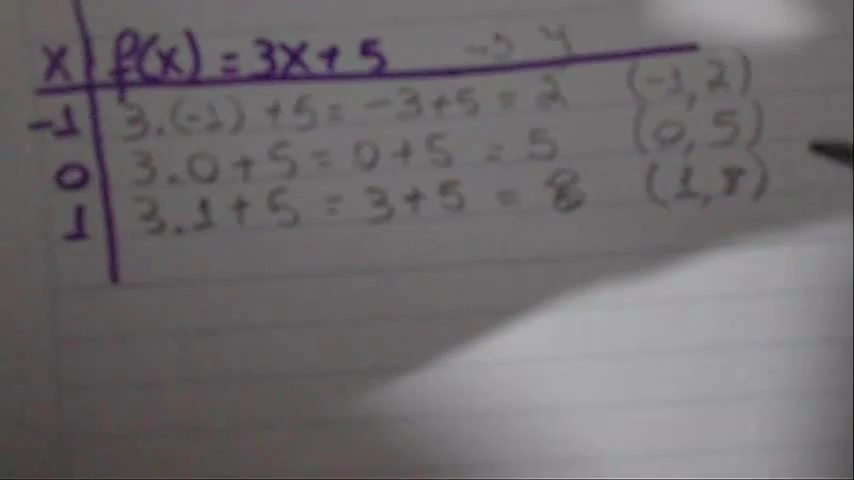 x f(x) = 3x + 5 → y
-1 3.(-1) + 5 = -3 + 5 = 2 (-1, 2)
0 3.0 + 5 = 0 + 5 = 5 (0, 5)
1 3.1 + 5 = 3 + 5 = 8 (1, 8)